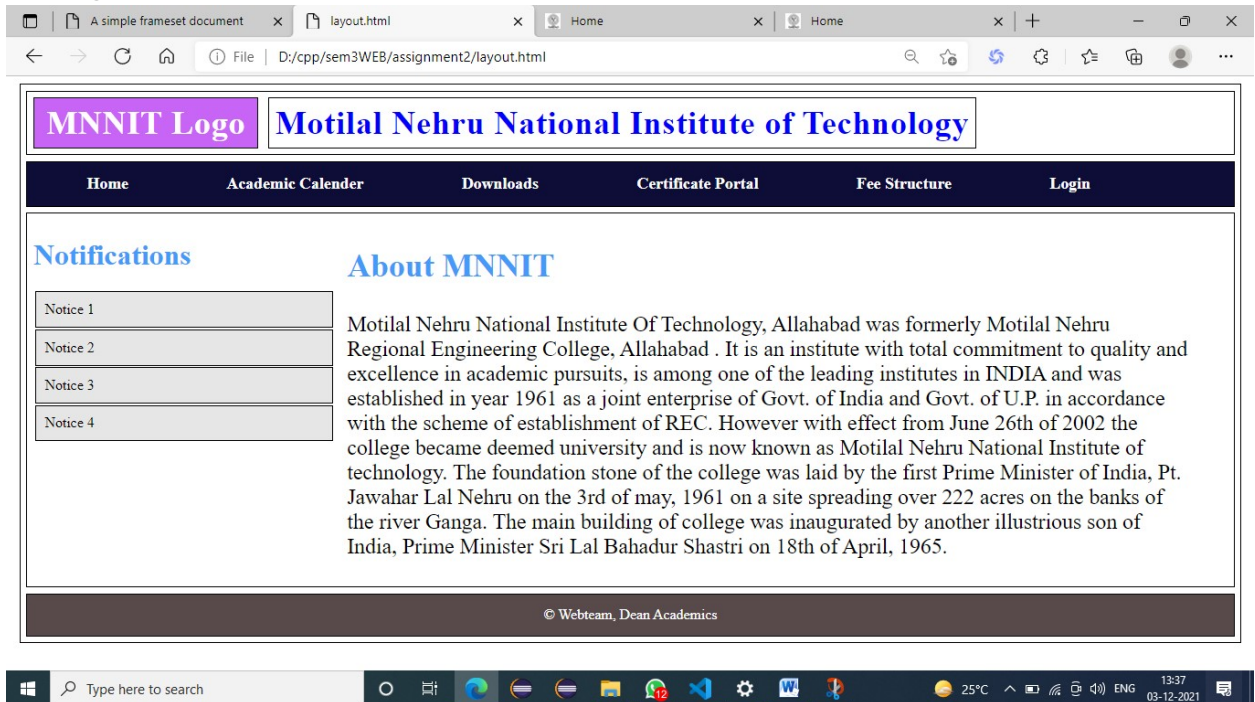 A simple frameset document
layout.html
Home
Home
File | D:/cpp/sem3WEB/assignment2/layout.html
MNNIT Logo
Motilal Nehru National Institute of Technology
Home
Academic Calender
Downloads
Certificate Portal
Fee Structure
Login
Notifications
Notice 1
Notice 2
Notice 3
Notice 4
About MNNIT
Motilal Nehru National Institute Of Technology, Allahabad was formerly Motilal Nehru
Regional Engineering College, Allahabad . It is an institute with total commitment to quality and
excellence in academic pursuits, is among one of the leading institutes in INDIA and was
established in year 1961 as a joint enterprise of Govt. of India and Govt. of U.P. in accordance
with the scheme of establishment of REC. However with effect from June 26th of 2002 the
college became deemed university and is now known as Motilal Nehru National Institute of
technology. The foundation stone of the college was laid by the first Prime Minister of India, Pt.
Jawahar Lal Nehru on the 3rd of may, 1961 on a site spreading over 222 acres on the banks of
the river Ganga. The main building of college was inaugurated by another illustrious son of
India, Prime Minister Sri Lal Bahadur Shastri on 18th of April, 1965.
© Webteam, Dean Academics
Type here to search
12
25°C
ENG
13:37
03-12-2021